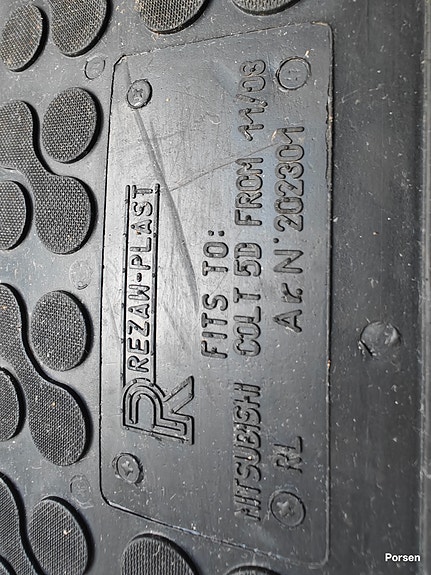 R REZAW-PLAST
FITS TO:
MITSUBISHI COLT 5D FROM 11/08
RL Ar N° 202301
Porsen